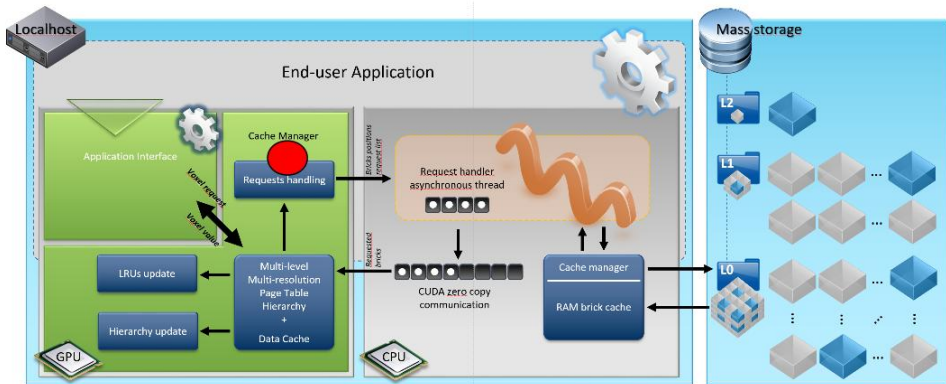 Localhost
Mass storage
End-user Application
L2
Application Interface
Cache Manager
Requests handling
Bricks positions
request list
Request handler
asynchronous thread
L1
Voxel request
Voxel value
LRUs update
Multi-level
Multi-resolution
Page Table
Hierarchy
+
Data Cache
Requested
bricks
CUDA zero copy
communication
Cache manager
RAM brick cache
L0
Hierarchy update
GPU
CPU